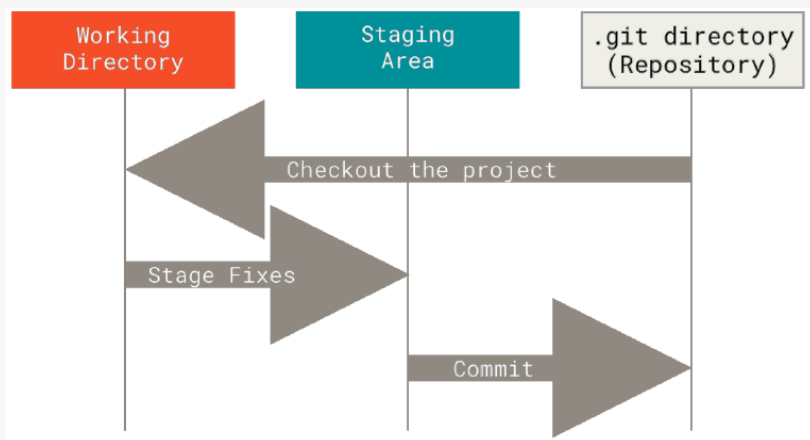 Working
Directory
Staging
Area
.git directory
(Repository)
Checkout the project
Stage Fixes
Commit